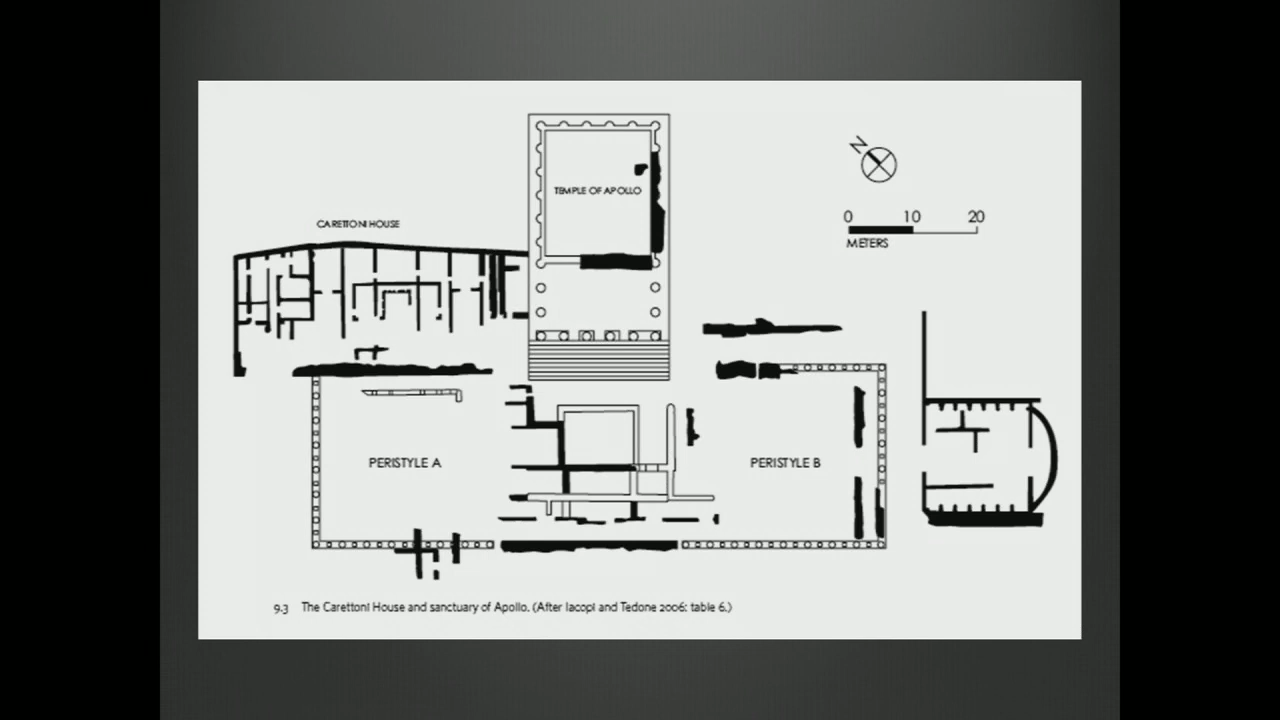 N
TEMPLE OF APOLLO
0 10 20
METERS
CARETTONI HOUSE
PERISTYLE A
PERISTYLE B
9.3 The Carettoni House and sanctuary of Apollo. (After Iacopi and Tedone 2006: table 6.)